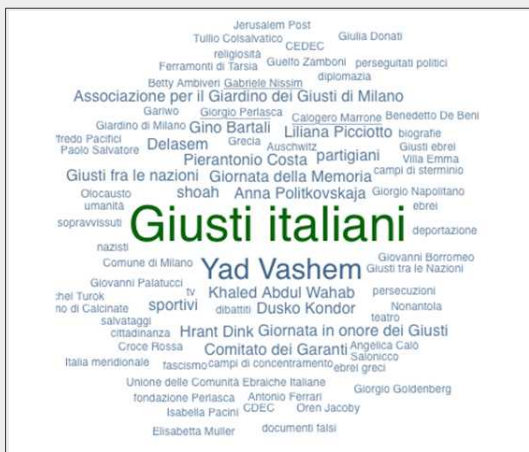 Jerusalem Post
Tullio Colsalvatico CEDEC Giulia Donati
religiosità
Ferramonti di Tarsia Guelfo Zamboni perseguitati politici
diplomazia
Betty Ambiveri Gabriele Nissim
Associazione per il Giardino dei Giusti di Milano
Gariwo Giorgio Perlasca Calogero Marrone Benedetto De Beni
Giardino di Milano Gino Bartali Liliana Picciotto biografie
fredo Pacifici Delasem Grecia Auschwitz Giusti ebrei
Paolo Salvatore Pierantonio Costa partigiani Villa Emma
Giusti fra le nazioni Giornata della Memoria campi di sterminio
Olocausto shoah Anna Politkovskaja Giorgio Napolitano
umanità ebrei
sopravvissuti Giusti italiani deportazione
nazisti
Comune di Milano Yad Vashem Giovanni Borromeo
Giusti tra le Nazioni
Giovanni Palatucci tv Khaled Abdul Wahab persecuzioni
hel Turok
no di Calcinate sportivi dibattiti Dusko Kondor Nonantola
salvataggi teatro
cittadinanza Hrant Dink Giornata in onore dei Giusti
Croce Rossa Comitato dei Garanti Angelica Calò
Salonicco
Italia meridionale fascismo campi di concentramento ebrei greci
Unione delle Comunità Ebraiche Italiane
fondazione Perlasca Antonio Ferrari Giorgio Goldenberg
Isabella Pacini CDEC Oren Jacoby
Elisabetta Muller documenti falsi